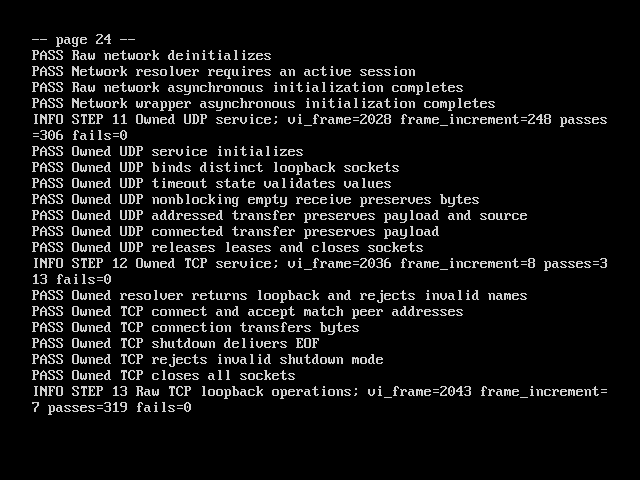 -- page 24 --
PASS Raw network deinitializes
PASS Network resolver requires an active session
PASS Raw network asynchronous initialization completes
PASS Network wrapper asynchronous initialization completes
INFO STEP 11 Owned UDP service; vi_frame=2028 frame_increment=248 passes
=306 fails=0
PASS Owned UDP service initializes
PASS Owned UDP binds distinct loopback sockets
PASS Owned UDP timeout state validates values
PASS Owned UDP nonblocking empty receive preserves bytes
PASS Owned UDP addressed transfer preserves payload and source
PASS Owned UDP connected transfer preserves payload
PASS Owned UDP releases leases and closes sockets
INFO STEP 12 Owned TCP service; vi_frame=2036 frame_increment=8 passes=3
13 fails=0
PASS Owned resolver returns loopback and rejects invalid names
PASS Owned TCP connect and accept match peer addresses
PASS Owned TCP connection transfers bytes
PASS Owned TCP shutdown delivers EOF
PASS Owned TCP rejects invalid shutdown mode
PASS Owned TCP closes all sockets
INFO STEP 13 Raw TCP loopback operations; vi_frame=2043 frame_increment=
7 passes=319 fails=0